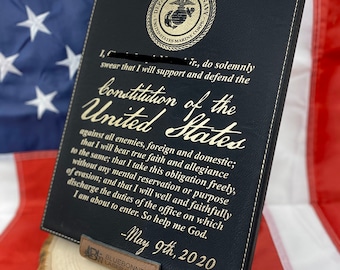 I, do solemnly
swear that I will support and defend the
Constitution of the
United States
against all enemies, foreign and domestic;
that I will bear true faith and allegiance
to the same; that I take this obligation freely,
without any mental reservation or purpose
of evasion; and that I will well and faithfully
discharge the duties of the office on which
I am about to enter. So help me God.
-May 9th, 2020